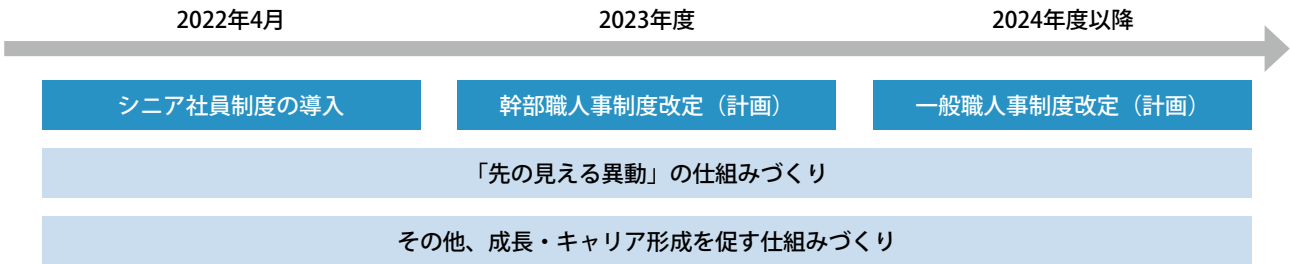 2022年4月
2023年度
2024年度以降
シニア社員制度の導入
幹部職人事制度改定（計画）
一般職人事制度改定（計画）
「先の見える異動」の仕組みづくり
その他、成長・キャリア形成を促す仕組みづくり